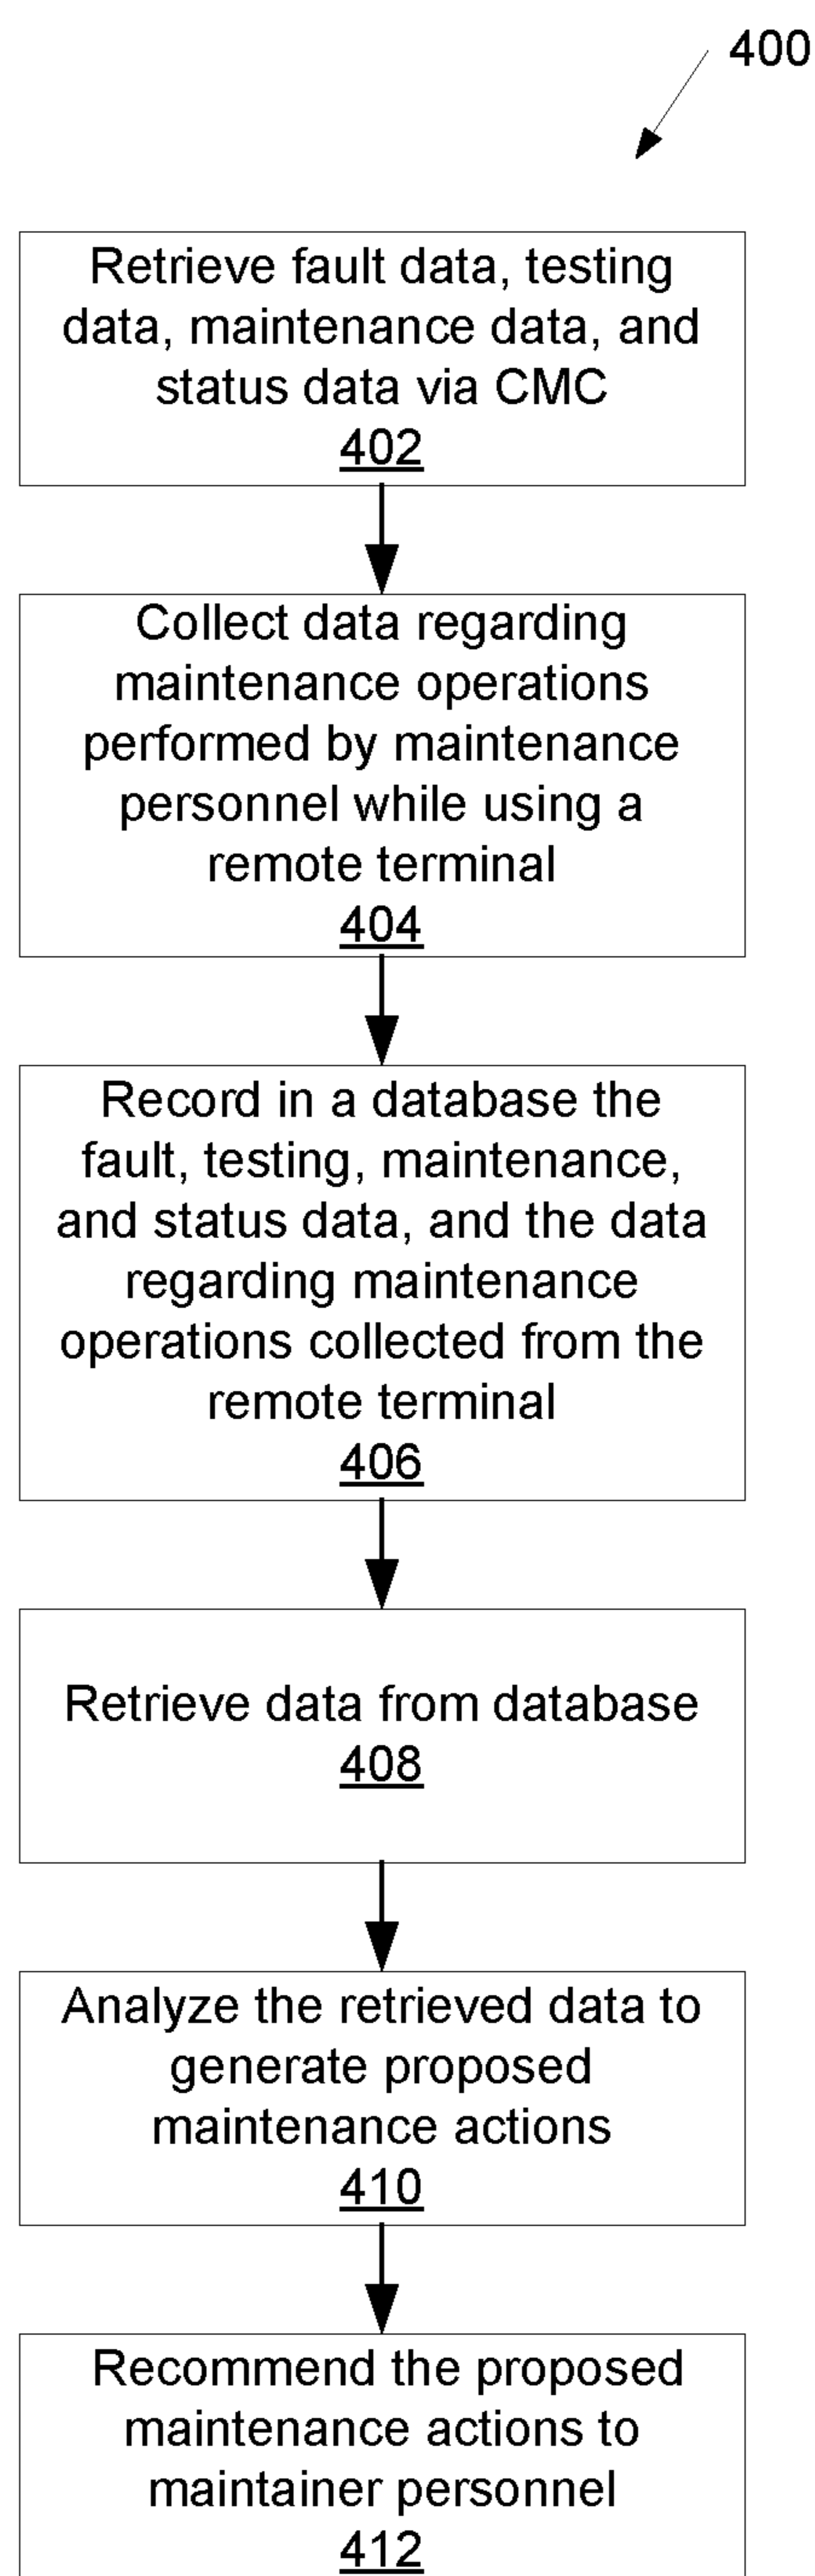 400
Retrieve fault data, testing
data, maintenance data, and
status data via CMC
402
Collect data regarding
maintenance operations
performed by maintenance
personnel while using a
remote terminal
404
Record in a database the
fault, testing, maintenance,
and status data, and the data
regarding maintenance
operations collected from the
remote terminal
406
Retrieve data from database
408
Analyze the retrieved data to
generate proposed
maintenance actions
410
Recommend the proposed
maintenance actions to
maintainer personnel
412